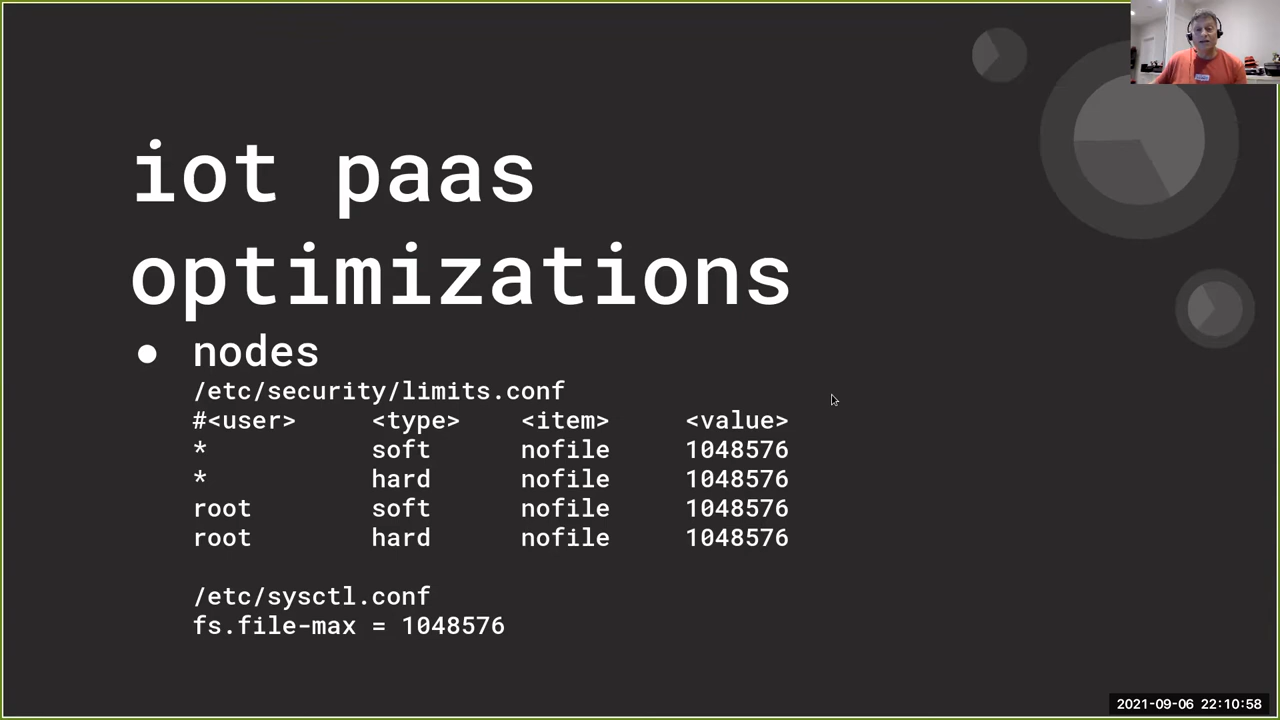 iot paas
optimizations
● nodes
/etc/security/limits.conf
#<user> <type> <item> <value>
* soft nofile 1048576
* hard nofile 1048576
root soft nofile 1048576
root hard nofile 1048576
/etc/sysctl.conf
fs.file-max = 1048576
2021-09-06 22:10:58